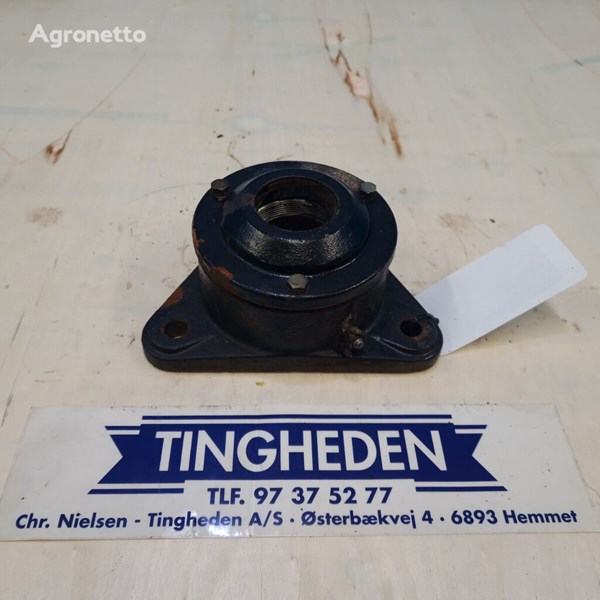 Agronetto
TINGHEDEN
TLF. 97 37 52 77
Chr. Nielsen - Tingheden A/S · Østerbækvej 4 · 6893 Hemmet